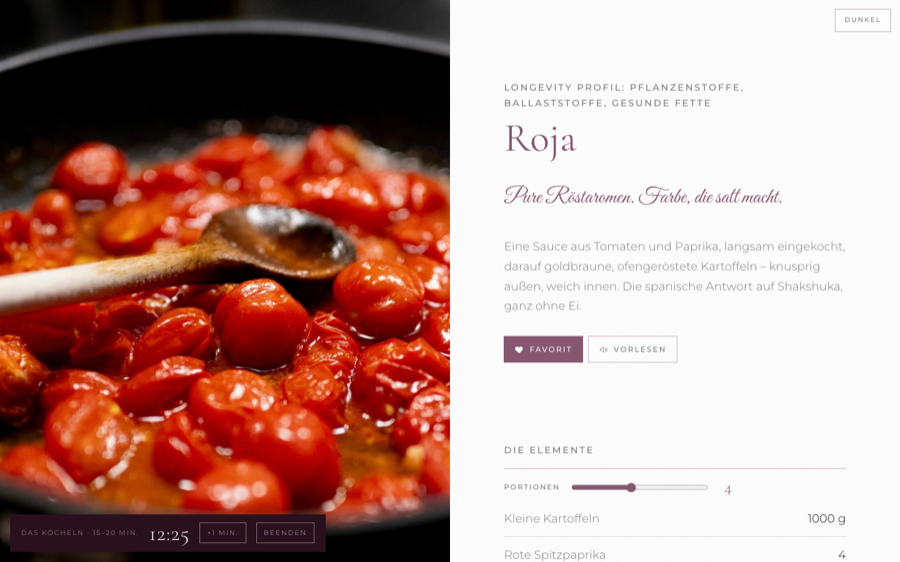 DUNKEL
LONGEVITY PROFIL: PFLANZENSTOFFE,
BALLASTSTOFFE, GESUNDE FETTE
Roja
Pure Röstaromen. Farbe, die satt macht.
Eine Sauce aus Tomaten und Paprika, langsam eingekocht,
darauf goldbraune, ofengeröstete Kartoffeln – knusprig
außen, weich innen. Die spanische Antwort auf Shakshuka,
ganz ohne Ei.
FAVORIT VORLESEN
DIE ELEMENTE
PORTIONEN 4
Kleine Kartoffeln 1000 g
Rote Spitzpaprika 4
DAS KÖCHELN · 15–20 MIN. 12:25 +1 MIN. BEENDEN